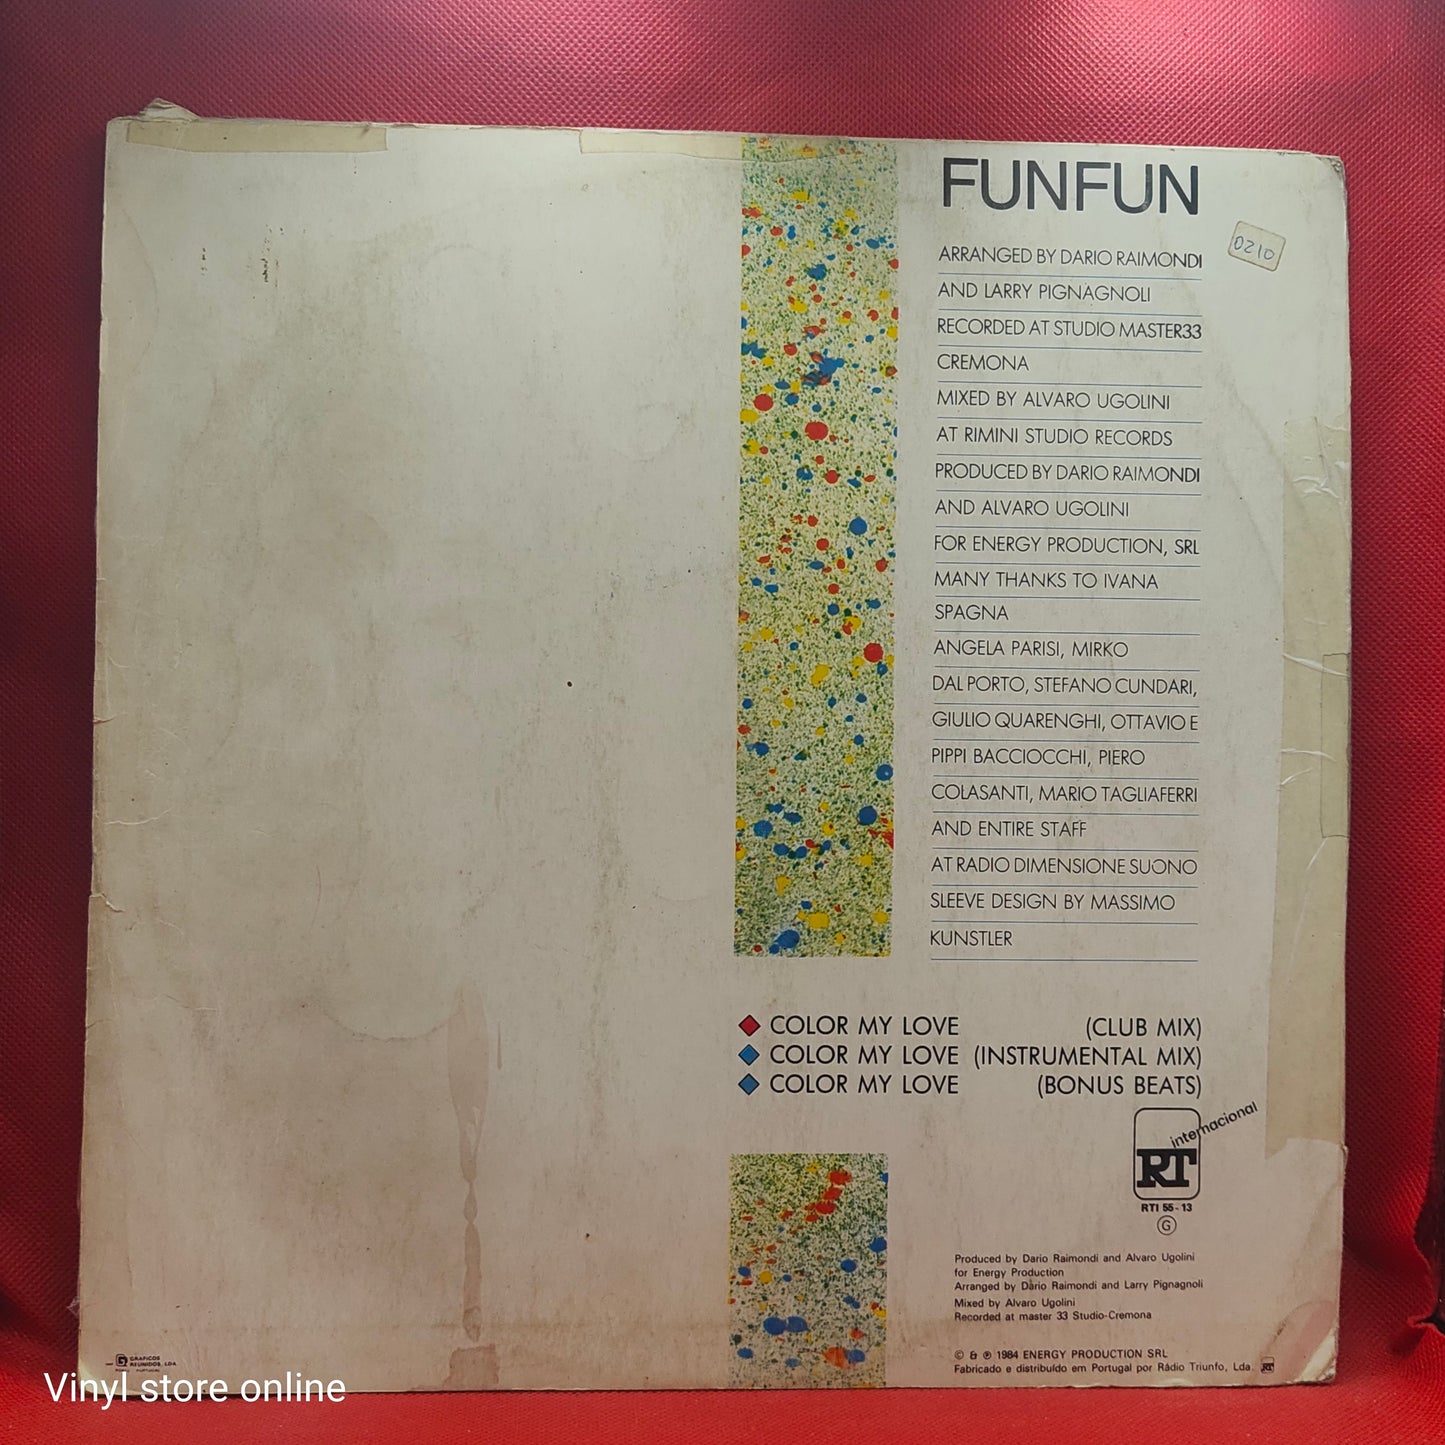 FUNFUN
0210
ARRANGED BY DARIO RAIMONDI
AND LARRY PIGNAGNOLI
RECORDED AT STUDIO MASTER33
CREMONA
MIXED BY ALVARO UGOLINI
AT RIMINI STUDIO RECORDS
PRODUCED BY DARIO RAIMONDI
AND ALVARO UGOLINI
FOR ENERGY PRODUCTION, SRL
MANY THANKS TO IVANA
SPAGNA
ANGELA PARISI, MIRKO
DAL PORTO, STEFANO CUNDARI,
GIULIO QUARENGHI, OTTAVIO E
PIPPI BACCIOCCHI, PIERO
COLASANTI, MARIO TAGLIAFERRI
AND ENTIRE STAFF
AT RADIO DIMENSIONE SUONO
SLEEVE DESIGN BY MASSIMO
KUNSTLER
COLOR MY LOVE (CLUB MIX)
COLOR MY LOVE (INSTRUMENTAL MIX)
COLOR MY LOVE (BONUS BEATS)
internacional
RT
RTI 55-13
G
Produced by Dario Raimondi and Alvaro Ugolini
for Energy Production
Arranged by Dario Raimondi and Larry Pignagnoli
Mixed by Alvaro Ugolini
Recorded at master 33 Studio-Cremona
© & ℗ 1984 ENERGY PRODUCTION SRL
Fabricado e distribuído em Portugal por Rádio Triunfo, Lda. RT
GRAFICOS
REUNIDOS, LDA.
Vinyl store online